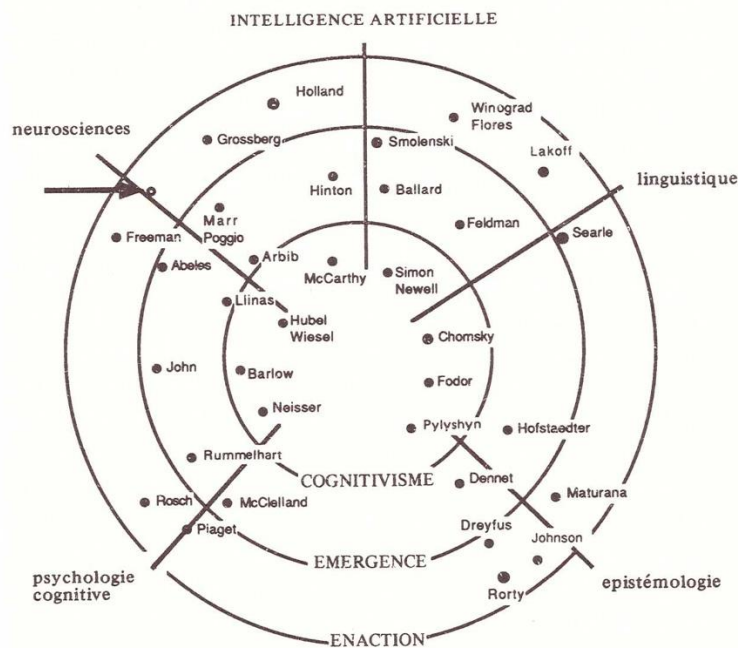 INTELLIGENCE ARTIFICIELLE
Holland
Winograd
Flores
neurosciences
Grossberg
Smolenski
Lakoff
linguistique
Hinton
Ballard
Marr
Poggio
Feldman
Searle
Freeman
Abeles
Arbib
McCarthy
Simon
Newell
Llinas
Hubel
Wiesel
Chomsky
John
Barlow
Fodor
Neisser
Pylyshyn
Hofstaedter
Rummelhart
COGNITIVISME
Dennet
Rosch
McClelland
Maturana
Piaget
Dreyfus
Johnson
EMERGENCE
psychologie
cognitive
epistémologie
Rorty
ENACTION